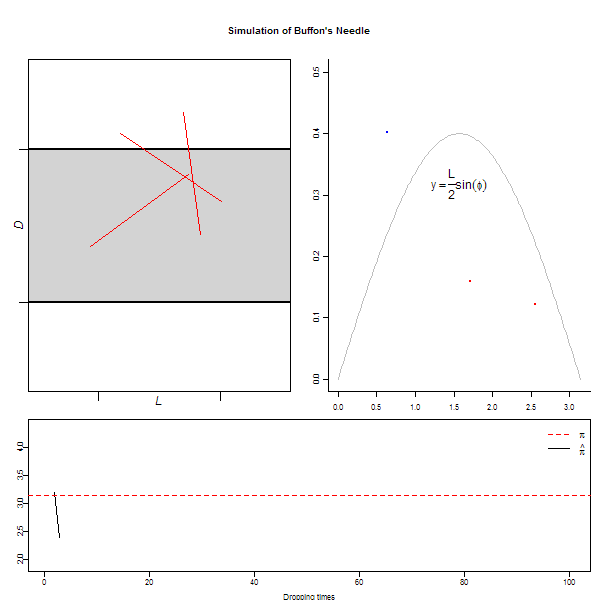 Simulation of Buffon's Needle
D
L
0.5
0.4
0.3
0.2
0.1
0.0
y=L/2 sin(ϕ)
0.0 0.5 1.0 1.5 2.0 2.5 3.0
4.0
3.5
3.0
2.5
2.0
π
π̂
0 20 40 60 80 100
Dropping times